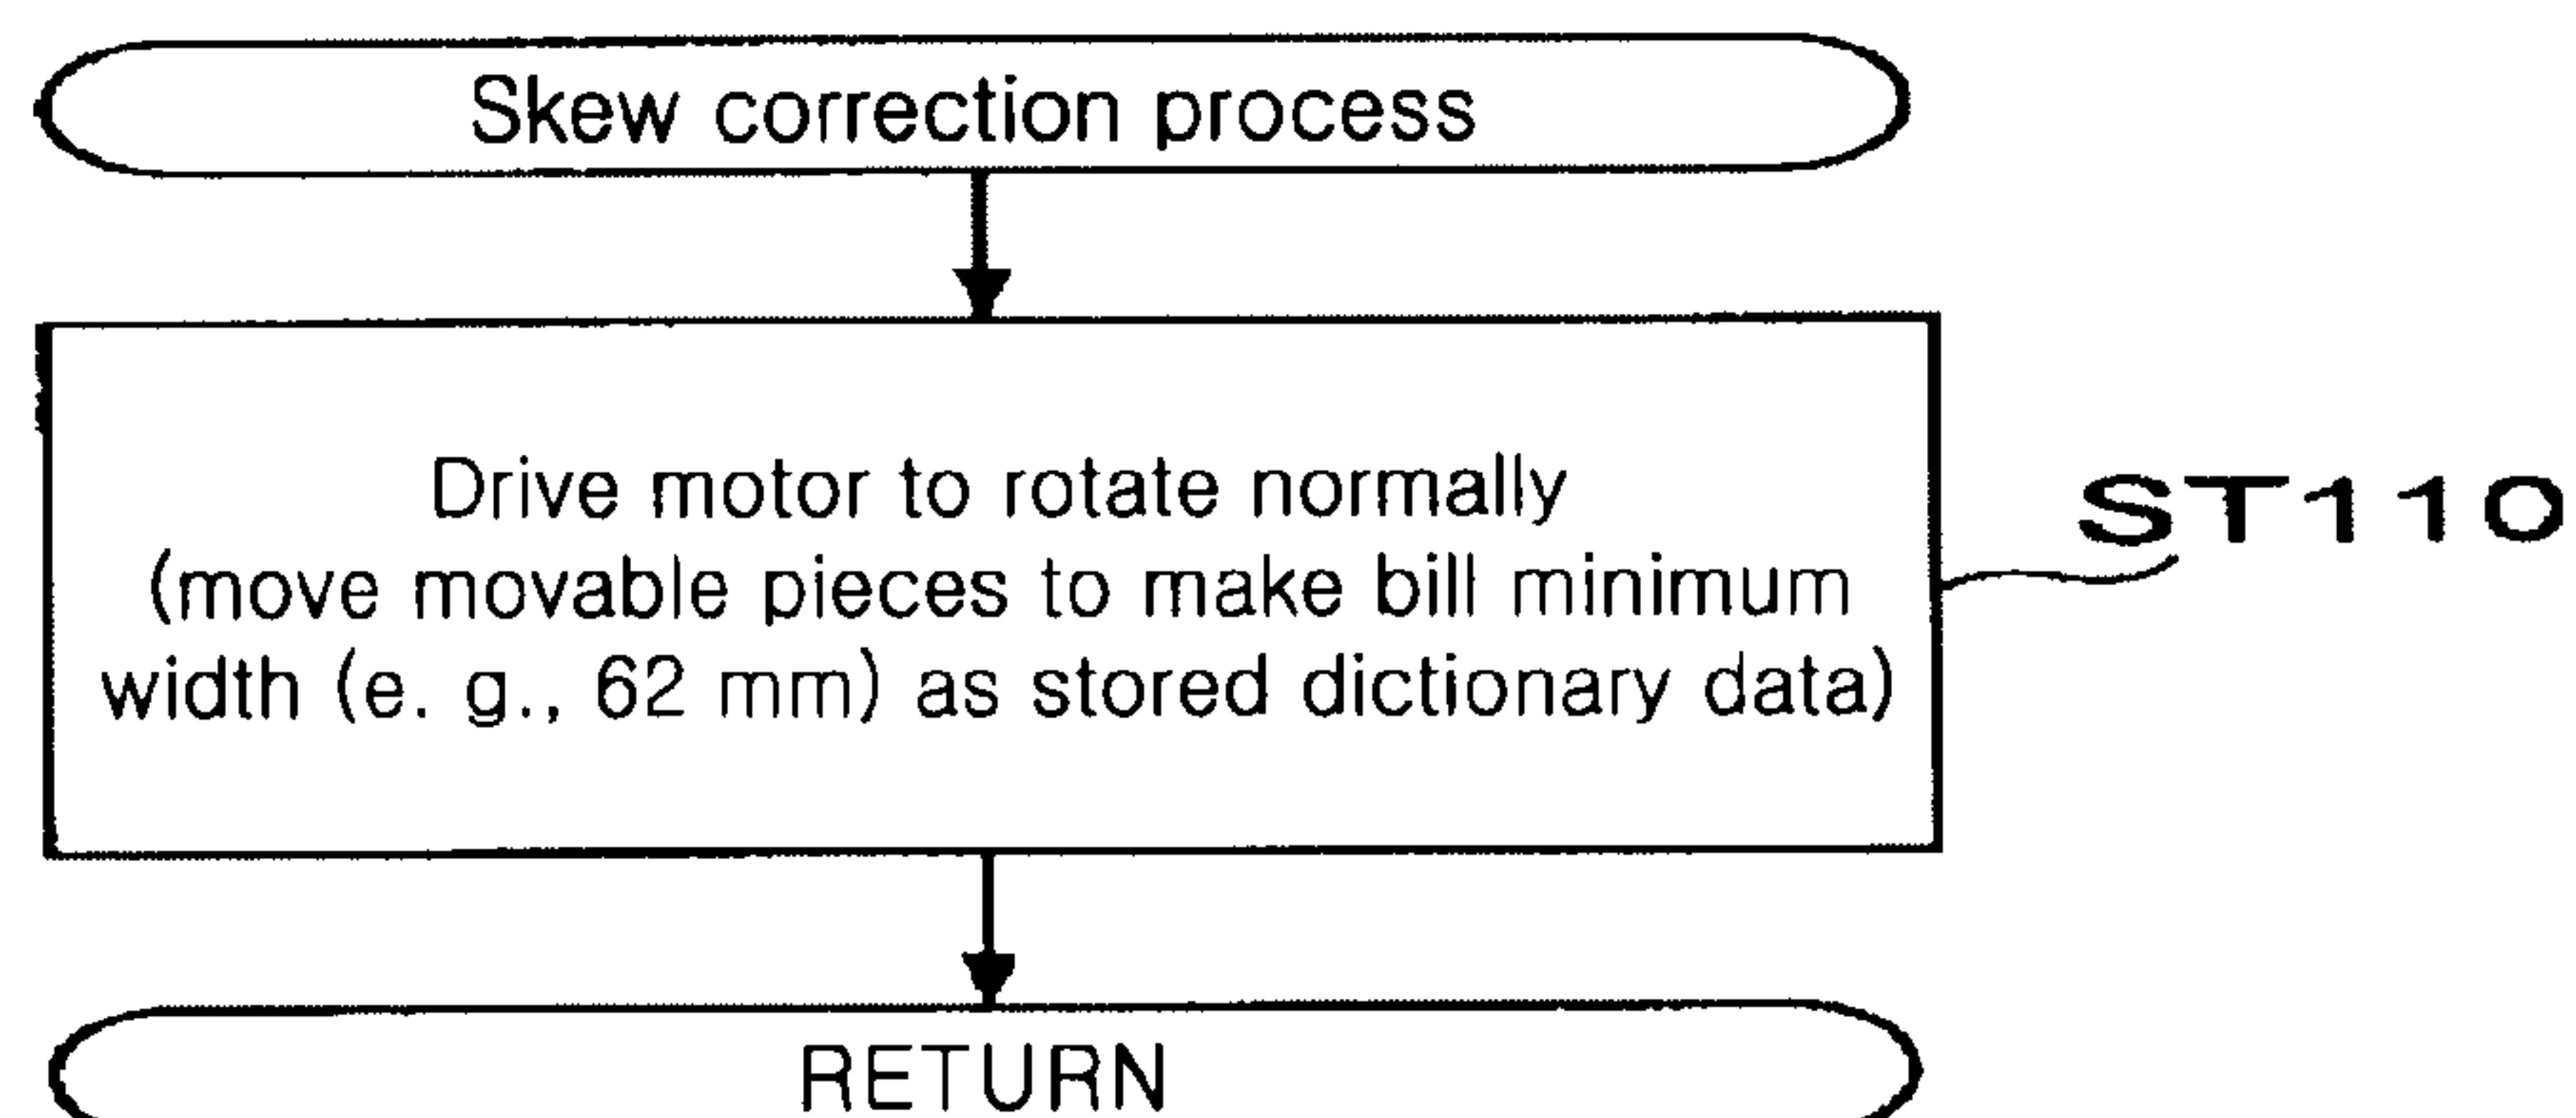 Skew correction process
Drive motor to rotate normally
(move movable pieces to make bill minimum
width (e. g., 62 mm) as stored dictionary data)
ST110
RETURN